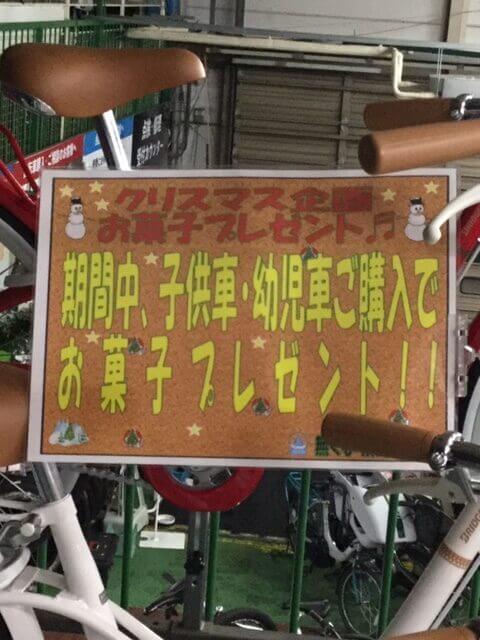 クリスマス企画
お菓子プレゼント♫
期間中、子供車・幼児車ご購入で
お菓子プレゼント!!